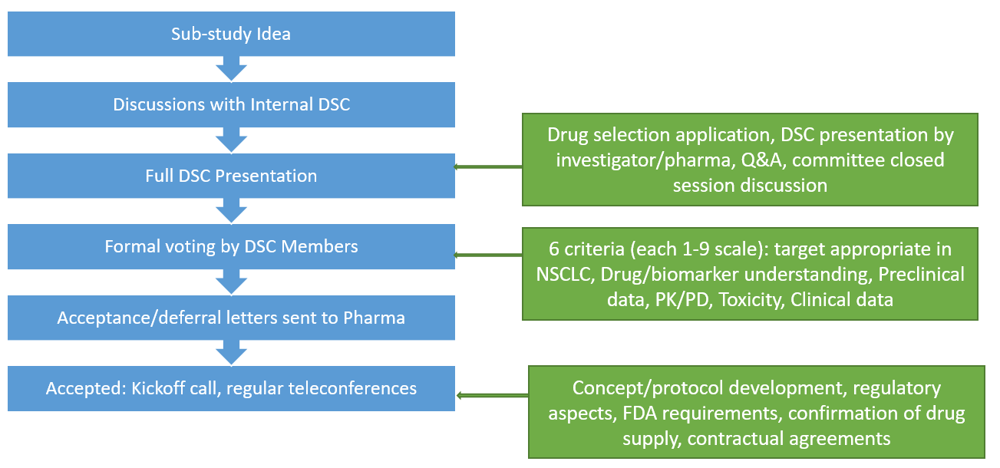 Sub-study Idea
Discussions with Internal DSC
Full DSC Presentation
Drug selection application, DSC presentation by
investigator/pharma, Q&A, committee closed
session discussion
Formal voting by DSC Members
6 criteria (each 1-9 scale): target appropriate in
NSCLC, Drug/biomarker understanding, Preclinical
data, PK/PD, Toxicity, Clinical data
Acceptance/deferral letters sent to Pharma
Accepted: Kickoff call, regular teleconferences
Concept/protocol development, regulatory
aspects, FDA requirements, confirmation of drug
supply, contractual agreements